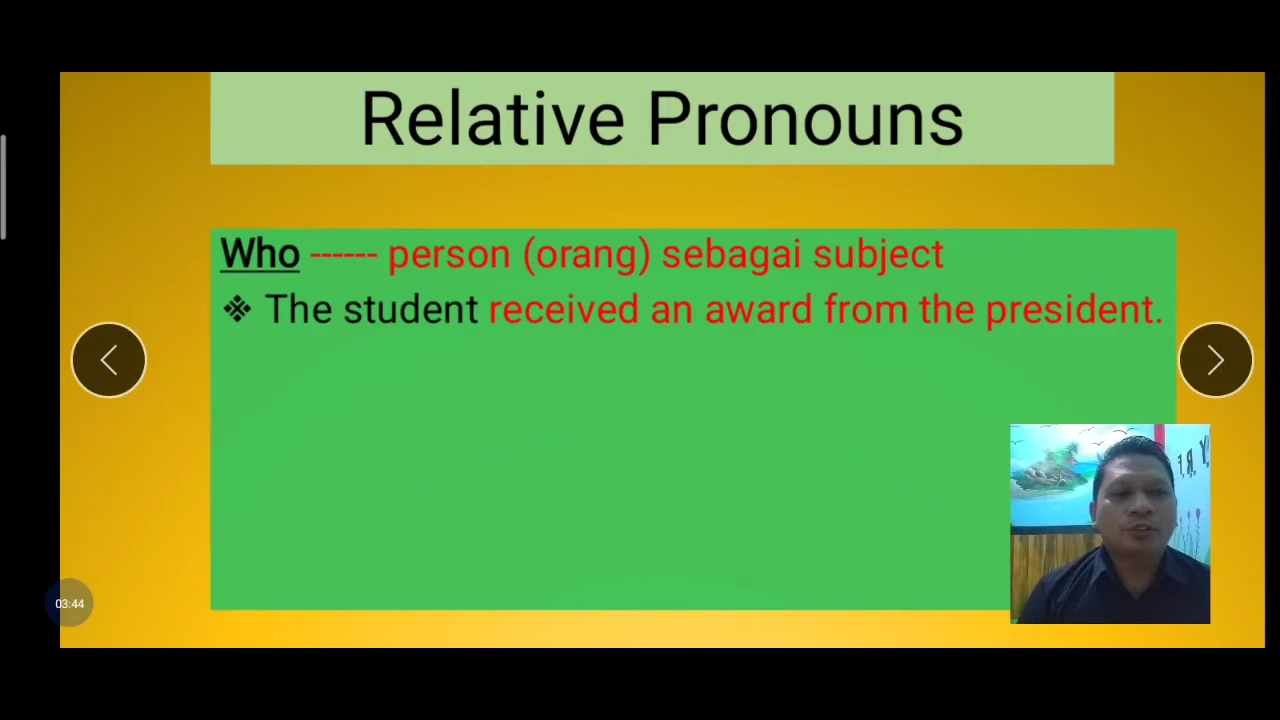 Relative Pronouns
Who ------ person (orang) sebagai subject
❖ The student received an award from the president.
03:44